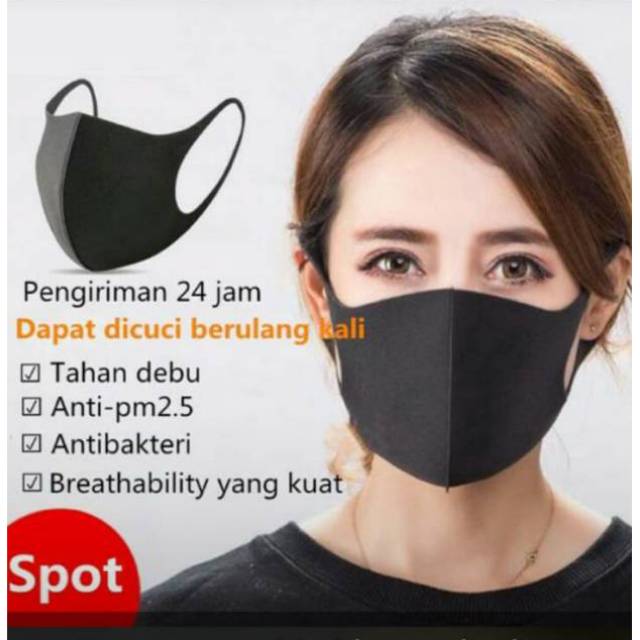 Pengiriman 24 jam
Dapat dicuci berulang kali
☑ Tahan debu
☑ Anti-pm2.5
☑ Antibakteri
☑ Breathability yang kuat
Spot